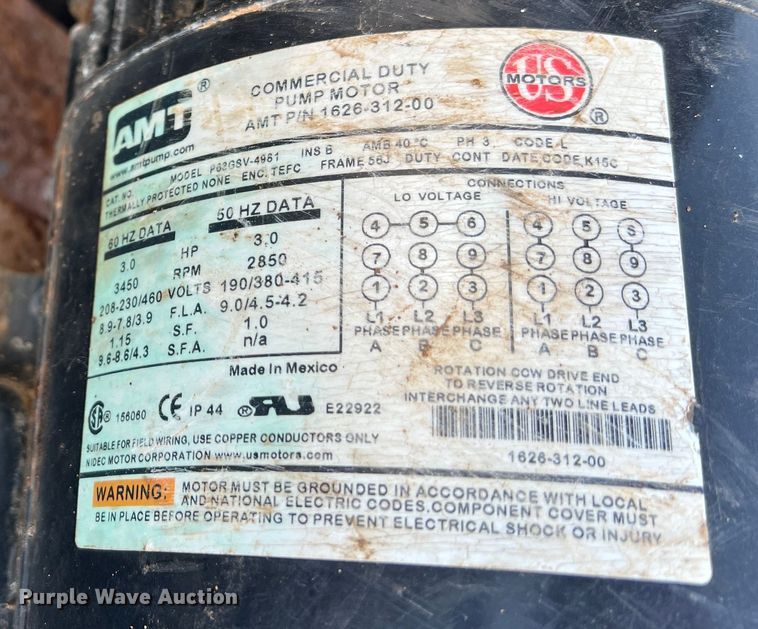 AMT ®
www.amtpump.com
COMMERCIAL DUTY
PUMP MOTOR
AMT P/N 1626-312-00
US
MOTORS
®
CAT. NO. MODEL P63GSV-4981 INS B AMB 40 °C PH 3 CODE L
THERMALLY PROTECTED NONE ENC. TEFC FRAME 56J DUTY CONT DATE CODE K15C
60 HZ DATA 50 HZ DATA
3.0 HP 3.0
3450 RPM 2850
208-230/460 VOLTS 190/380-415
8.9-7.8/3.9 F.L.A. 9.0/4.5-4.2
1.15 S.F. 1.0
9.6-8.6/4.3 S.F.A. n/a
CONNECTIONS
LO VOLTAGE HI VOLTAGE
4 5 6 4 5 6
7 8 9 7 8 9
1 2 3 1 2 3
L1 L2 L3 L1 L2 L3
PHASE PHASE PHASE PHASE PHASE PHASE
A B C A B C
Made In Mexico
ROTATION CCW DRIVE END
TO REVERSE ROTATION
INTERCHANGE ANY TWO LINE LEADS
156060 CE IP 44 ® E22922
1626-312-00
SUITABLE FOR FIELD WIRING, USE COPPER CONDUCTORS ONLY
NIDEC MOTOR CORPORATION www.usmotors.com
WARNING: MOTOR MUST BE GROUNDED IN ACCORDANCE WITH LOCAL
AND NATIONAL ELECTRIC CODES. COMPONENT COVER MUST
BE IN PLACE BEFORE OPERATING TO PREVENT ELECTRICAL SHOCK OR INJURY
Purple Wave Auction